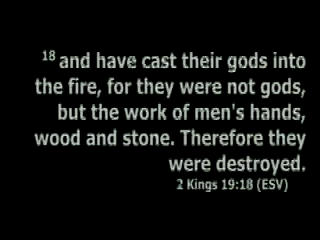 18 and have cast their gods into
the fire, for they were not gods,
but the work of men's hands,
wood and stone. Therefore they
were destroyed.
2 Kings 19:18 (ESV)